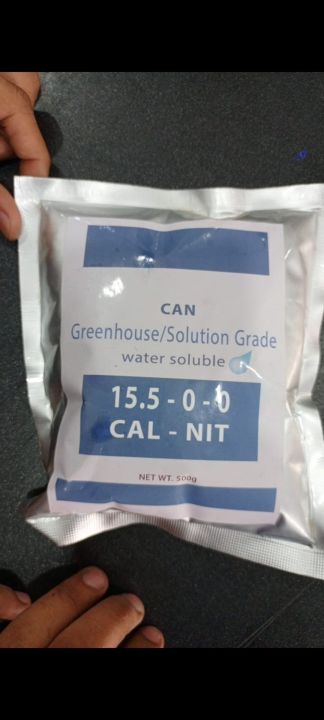 CAN
Greenhouse/Solution Grade
water soluble
15.5 - 0 - 0
CAL - NIT
NET WT. 500g